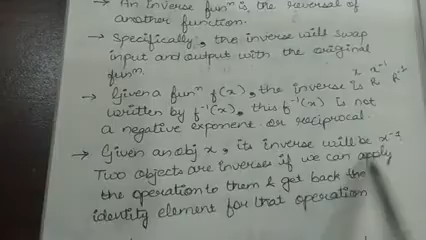 → An inverse funⁿ is the reversal of
another function.
→ Specifically, the inverse will swap
input and output with the original
funⁿ.
x x⁻¹
→ Given a funⁿ f(x), the inverse is R R⁻¹
written by f⁻¹(x), this f⁻¹(x) is not
a negative exponent or reciprocal.
→ Given an obj x, its inverse will be x⁻¹.
Two objects are inverses if we can apply
the operation to them & get back the
identity element for that operation